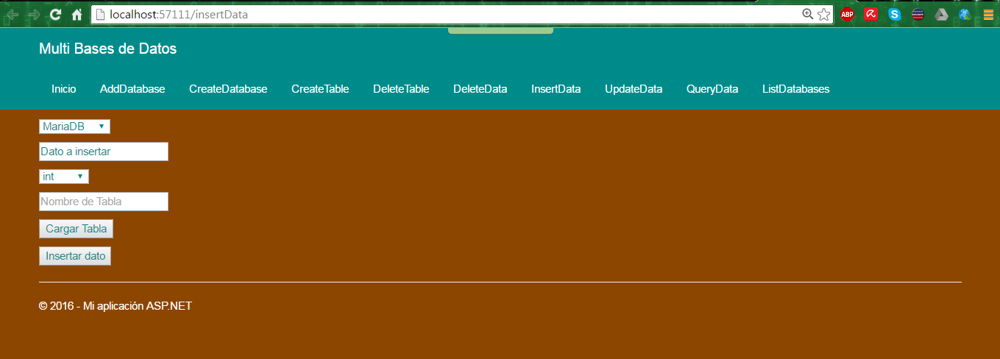 localhost:57111/insertData
ABP
Multi Bases de Datos
Inicio AddDatabase CreateDatabase CreateTable DeleteTable DeleteData InsertData UpdateData QueryData ListDatabases
MariaDB
Dato a insertar
int
Nombre de Tabla
Cargar Tabla
Insertar dato
© 2016 - Mi aplicación ASP.NET